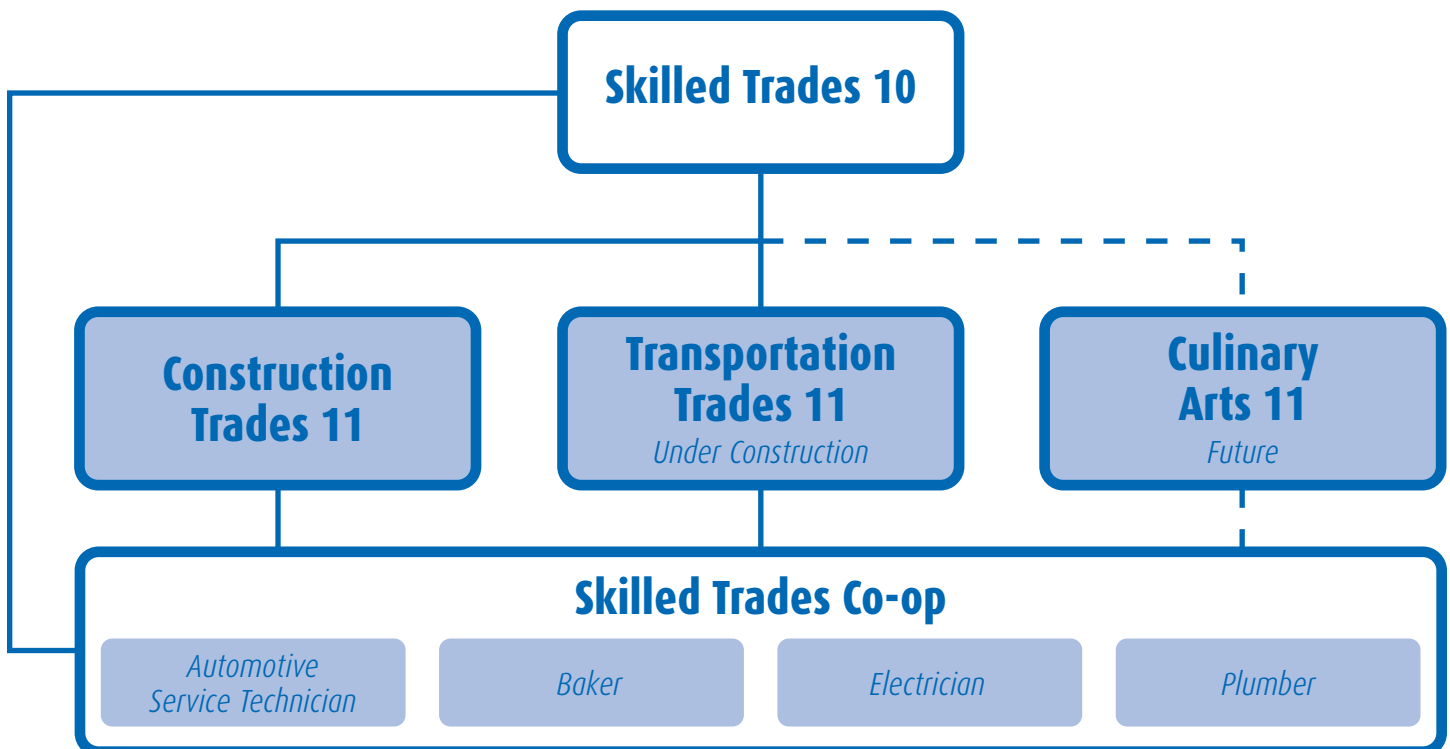 Skilled Trades 10
Construction
Trades 11
Transportation
Trades 11
Under Construction
Culinary
Arts 11
Future
Skilled Trades Co-op
Automotive
Service Technician
Baker
Electrician
Plumber